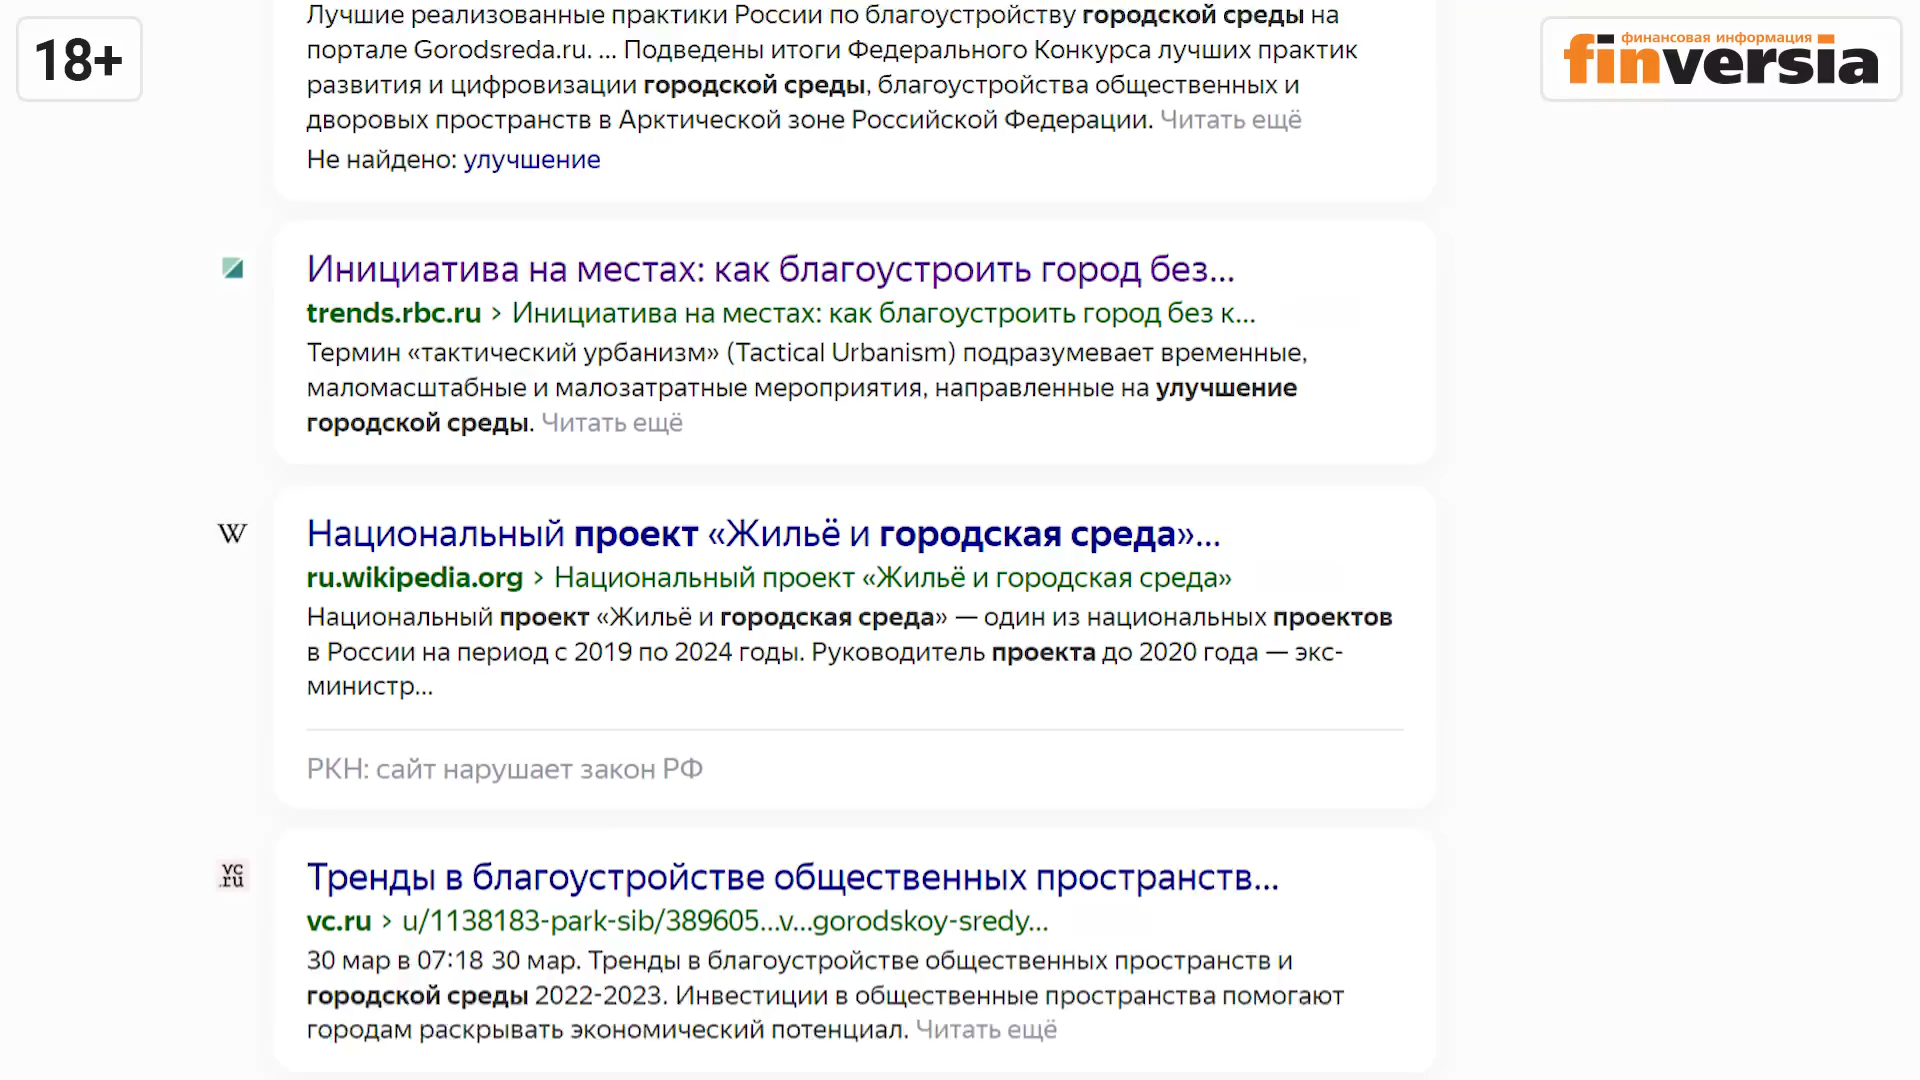 18+
финансовая информация
finversia
Лучшие реализованные практики России по благоустройству городской среды на
портале Gorodsreda.ru. ... Подведены итоги Федерального Конкурса лучших практик
развития и цифровизации городской среды, благоустройства общественных и
дворовых пространств в Арктической зоне Российской Федерации. Читать ещё
Не найдено: улучшение
Инициатива на местах: как благоустроить город без...
trends.rbc.ru › Инициатива на местах: как благоустроить город без к...
Термин «тактический урбанизм» (Tactical Urbanism) подразумевает временные,
маломасштабные и малозатратные мероприятия, направленные на улучшение
городской среды. Читать ещё
W
Национальный проект «Жильё и городская среда»...
ru.wikipedia.org › Национальный проект «Жильё и городская среда»
Национальный проект «Жильё и городская среда» — один из национальных проектов
в России на период с 2019 по 2024 годы. Руководитель проекта до 2020 года — экс-
министр...
РКН: сайт нарушает закон РФ
vc
.ru
Тренды в благоустройстве общественных пространств...
vc.ru › u/1138183-park-sib/389605...v...gorodskoy-sredy...
30 мар в 07:18 30 мар. Тренды в благоустройстве общественных пространств и
городской среды 2022-2023. Инвестиции в общественные пространства помогают
городам раскрывать экономический потенциал. Читать ещё